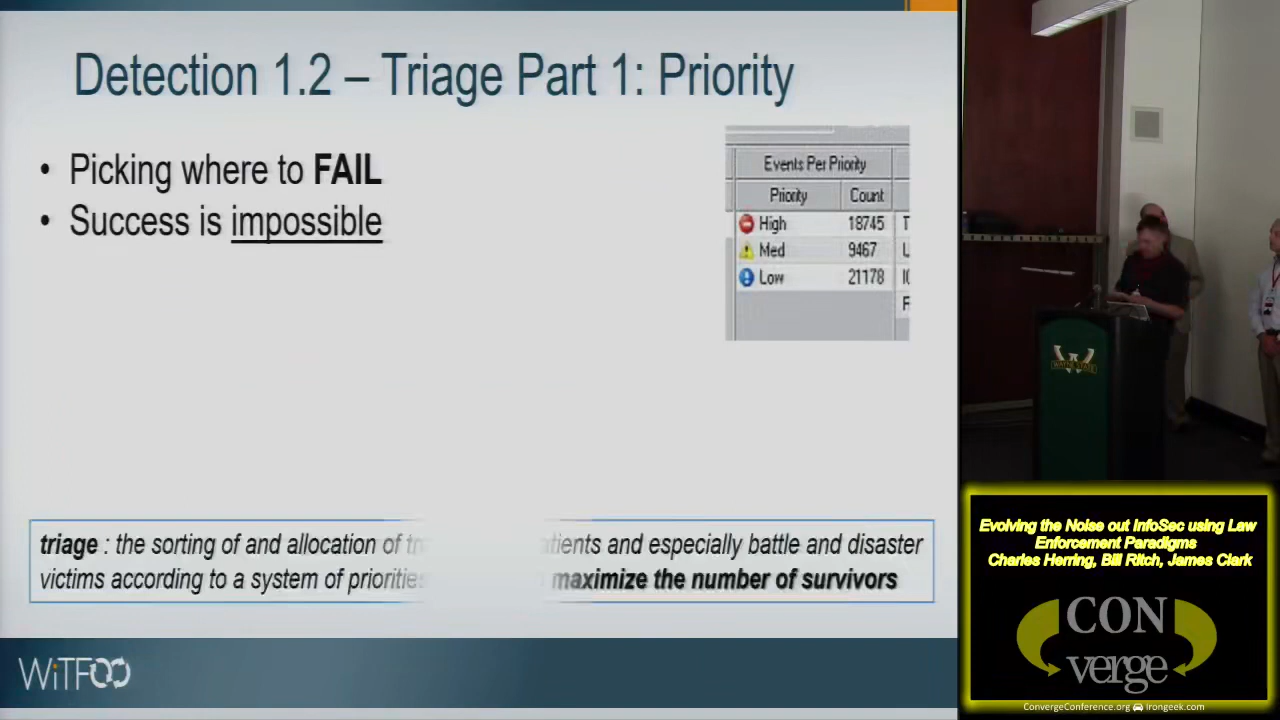 Detection 1.2 – Triage Part 1: Priority
• Picking where to FAIL
• Success is impossible
Events Per Priority
Priority Count
High 18745 T
Med 9467
Low 21178
F
triage : the sorting of and allocation of and especially battle and disaster
victims according to a system of maximize the number of survivors
WiTFOO
WAYNE STATE
Evolving the Noise out InfoSec using Law
Enforcement Paradigms
Charles Herring, Bill Ritch, James Clark
CON
verge
ConvergeConference.org Irongeek.com